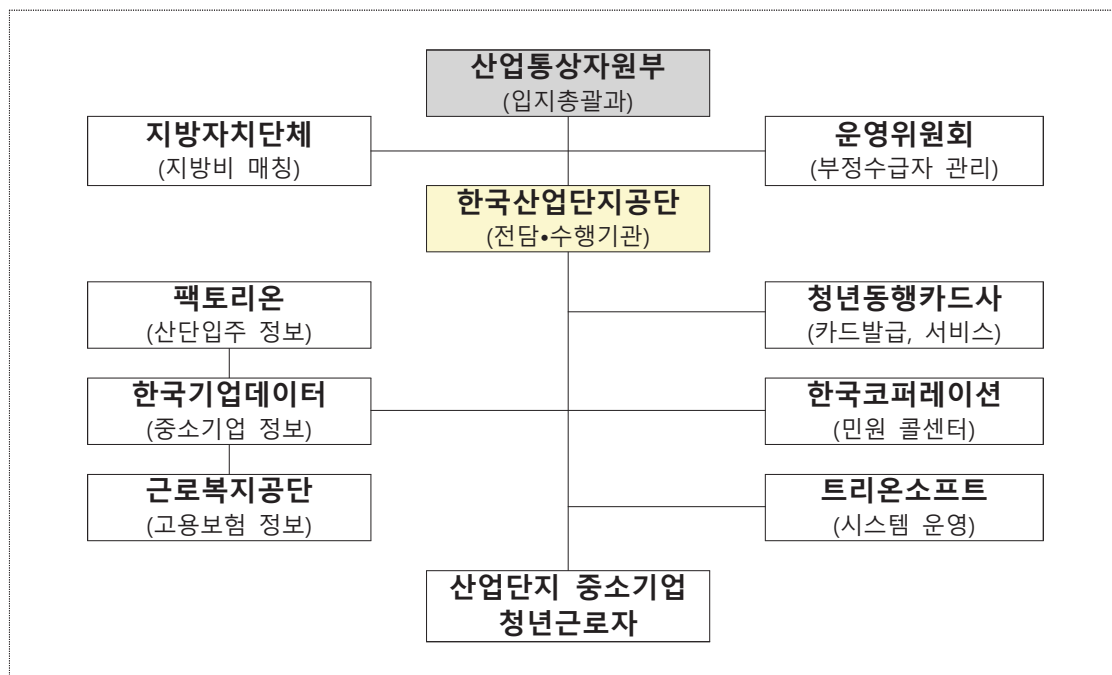 산업통상자원부
(입지총괄과)
지방자치단체
(지방비 매칭)
운영위원회
(부정수급자 관리)
한국산업단지공단
(전담•수행기관)
팩토리온
(산단입주 정보)
청년동행카드사
(카드발급, 서비스)
한국기업데이터
(중소기업 정보)
한국코퍼레이션
(민원 콜센터)
근로복지공단
(고용보험 정보)
트리온소프트
(시스템 운영)
산업단지 중소기업
청년근로자